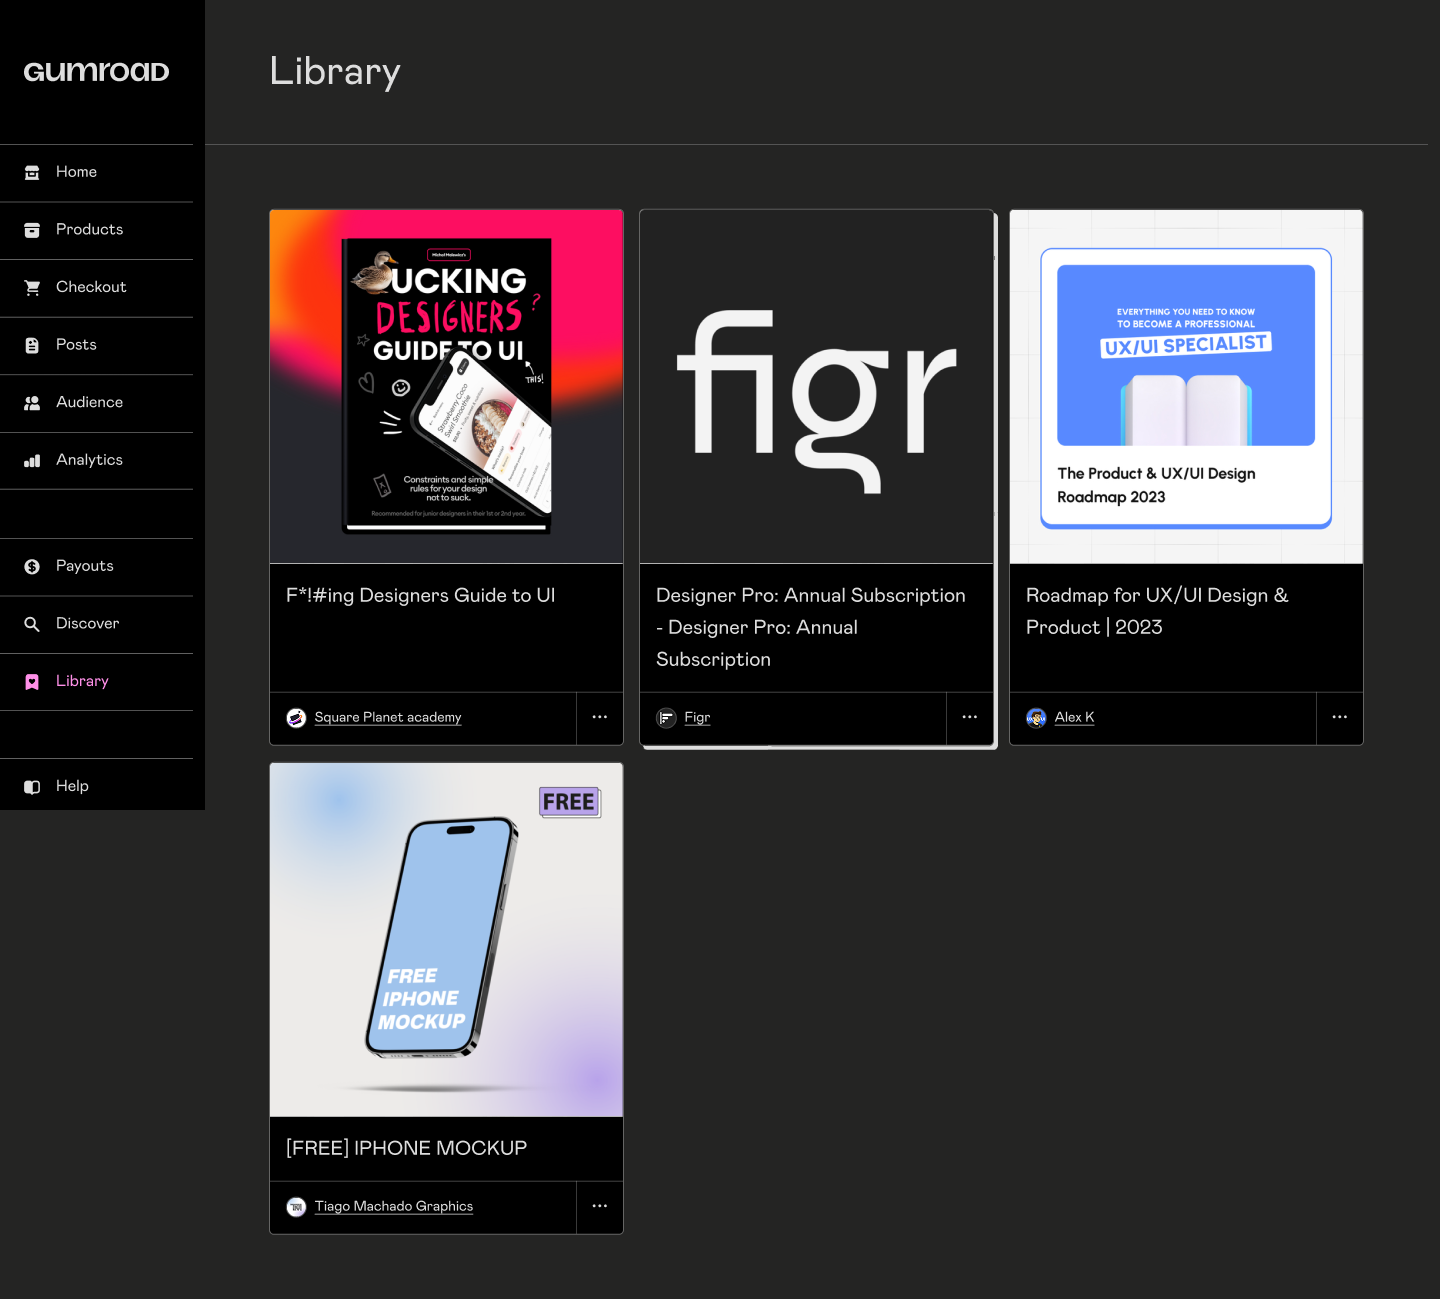 GUMROAD
Library
Home
Products
Checkout
Posts
Audience
Analytics
Payouts
Discover
Library
Help
Michal Malewicz's
UCKING
DESIGNERS ?
GUIDE TO UI
THIS!
Strawberry Coco
Swirl Smoothie
Constraints and simple
rules for your design
not to suck.
Recommended for junior designers in their 1st or 2nd year.
F*!#ing Designers Guide to UI
Square Planet academy
figr
Designer Pro: Annual Subscription
- Designer Pro: Annual
Subscription
Figr
EVERYTHING YOU NEED TO KNOW
TO BECOME A PROFESSIONAL
UX/UI SPECIALIST
The Product & UX/UI Design
Roadmap 2023
Roadmap for UX/UI Design &
Product | 2023
Alex K
FREE
FREE
IPHONE
MOCKUP
[FREE] IPHONE MOCKUP
Tiago Machado Graphics